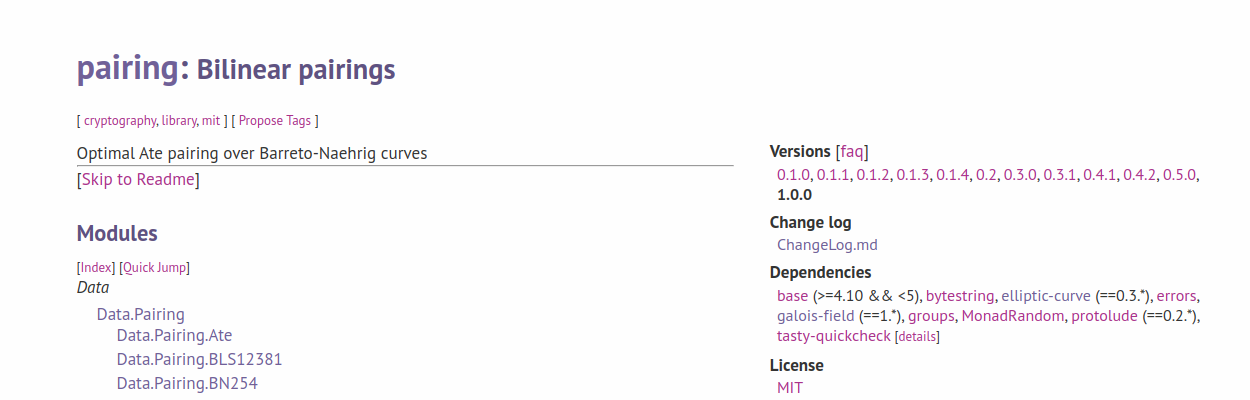 pairing: Bilinear pairings
[ cryptography, library, mit ] [ Propose Tags ]
Optimal Ate pairing over Barreto-Naehrig curves
[Skip to Readme]
Modules
[Index] [Quick Jump]
Data
Data.Pairing
Data.Pairing.Ate
Data.Pairing.BLS12381
Data.Pairing.BN254
Versions [faq]
0.1.0, 0.1.1, 0.1.2, 0.1.3, 0.1.4, 0.2, 0.3.0, 0.3.1, 0.4.1, 0.4.2, 0.5.0,
1.0.0
Change log
ChangeLog.md
Dependencies
base (>=4.10 && <5), bytestring, elliptic-curve (==0.3.*), errors,
galois-field (==1.*), groups, MonadRandom, protolude (==0.2.*),
tasty-quickcheck [details]
License
MIT